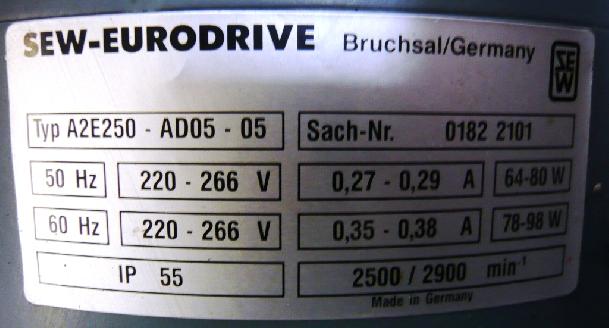 SEW-EURODRIVE Bruchsal/Germany
SEW
Typ A2E250 - AD05 - 05 Sach-Nr. 0182 2101
50 Hz 220 - 266 V 0,27 - 0,29 A 64-80 W
60 Hz 220 - 266 V 0,35 - 0,38 A 78-98 W
IP 55 2500 / 2900 min⁻¹
Made in Germany